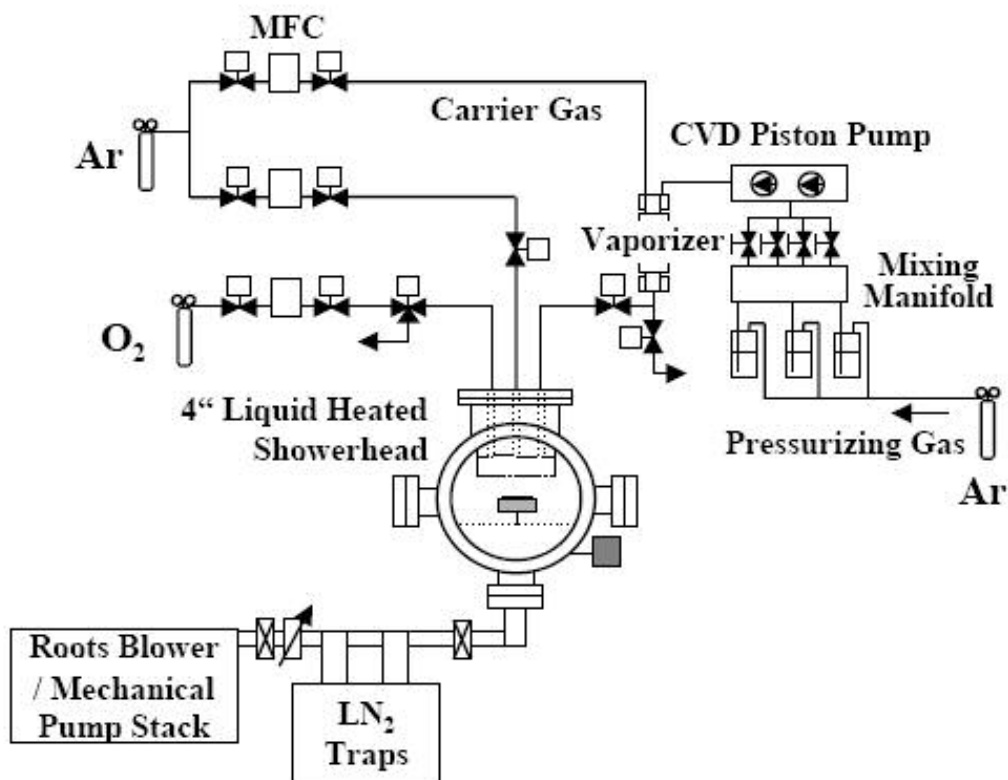 MFC
Carrier Gas
Ar
CVD Piston Pump
Vaporizer
Mixing
Manifold
O₂
4“ Liquid Heated
Showerhead
Pressurizing Gas
Ar
Roots Blower
/ Mechanical
Pump Stack
LN₂
Traps